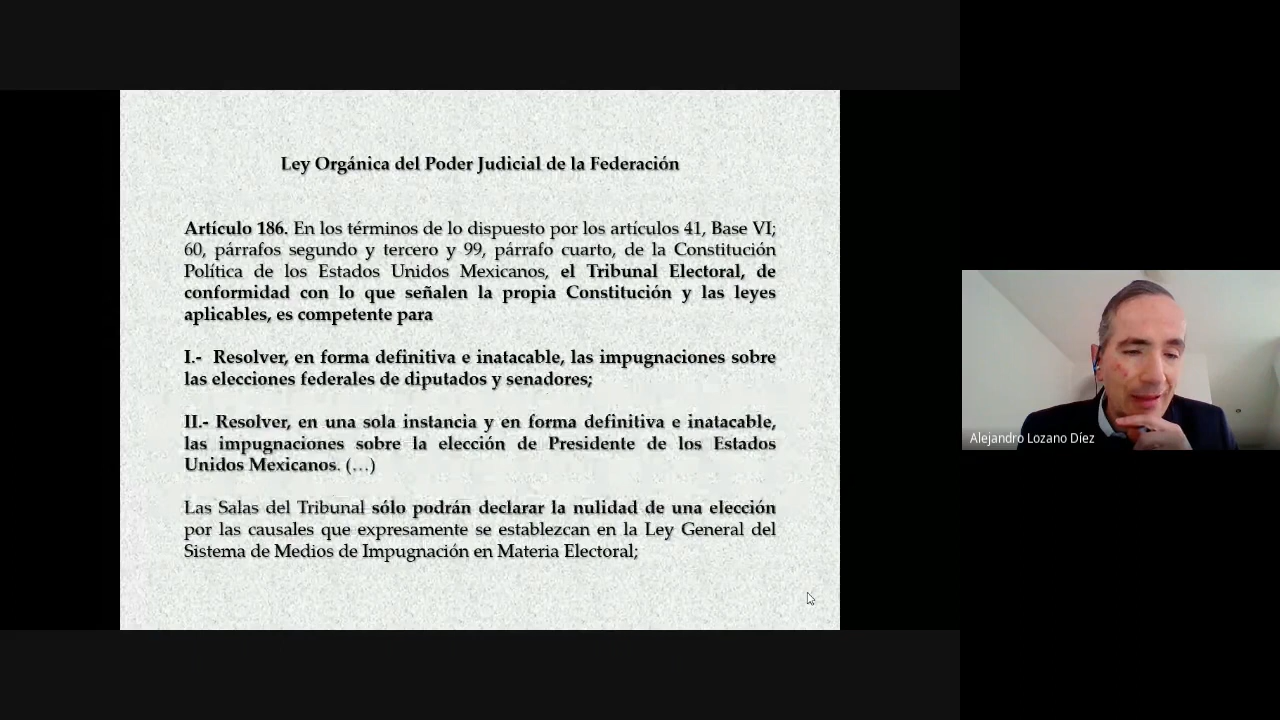 Ley Orgánica del Poder Judicial de la Federación
Artículo 186. En los términos de lo dispuesto por los artículos 41, Base VI;
60, párrafos segundo y tercero y 99, párrafo cuarto, de la Constitución
Política de los Estados Unidos Mexicanos, el Tribunal Electoral, de
conformidad con lo que señalen la propia Constitución y las leyes
aplicables, es competente para
I.- Resolver, en forma definitiva e inatacable, las impugnaciones sobre
las elecciones federales de diputados y senadores;
II.- Resolver, en una sola instancia y en forma definitiva e inatacable,
las impugnaciones sobre la elección de Presidente de los Estados
Unidos Mexicanos. (…)
Las Salas del Tribunal sólo podrán declarar la nulidad de una elección
por las causales que expresamente se establezcan en la Ley General del
Sistema de Medios de Impugnación en Materia Electoral;
Alejandro Lozano Díez